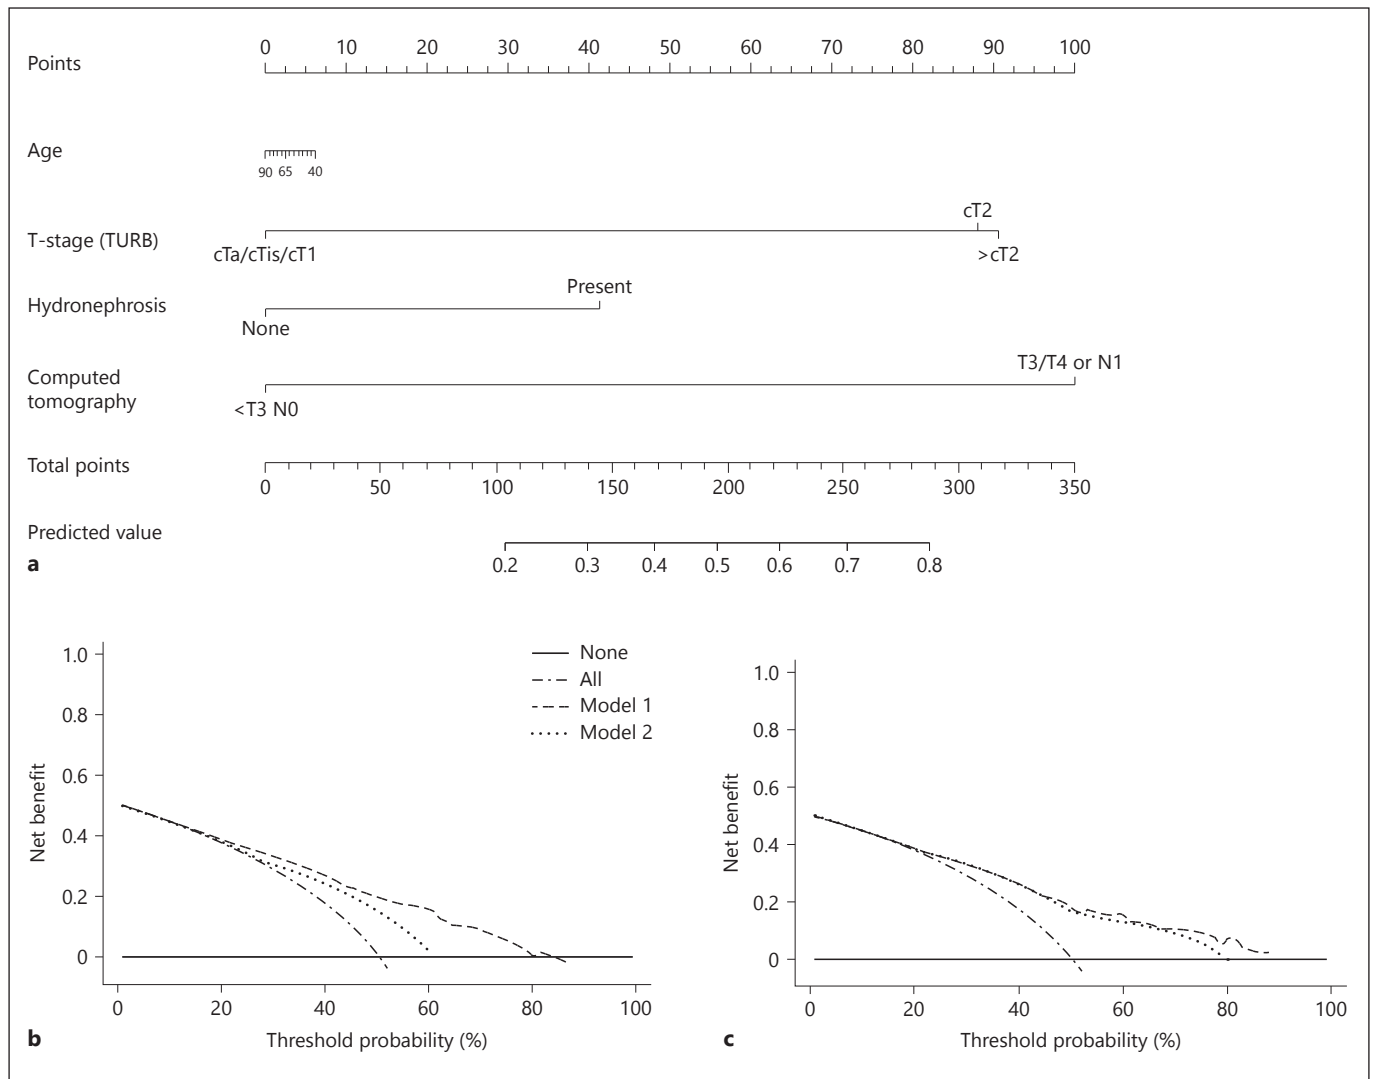 0 10 20 30 40 50 60 70 80 90 100
Points
Age
90 65 40
cT2
T-stage (TURB)
cTa/cTis/cT1 >cT2
Present
Hydronephrosis
None
T3/T4 or N1
Computed
tomography
<T3 N0
Total points
0 50 100 150 200 250 300 350
Predicted value
a
0.2 0.3 0.4 0.5 0.6 0.7 0.8
1.0
0.8
0.6
0.4
0.2
0
Net benefit
None
All
Model 1
Model 2
0 20 40 60 80 100
Threshold probability (%)
b
1.0
0.8
0.6
0.4
0.2
0
Net benefit
0 20 40 60 80 100
Threshold probability (%)
c